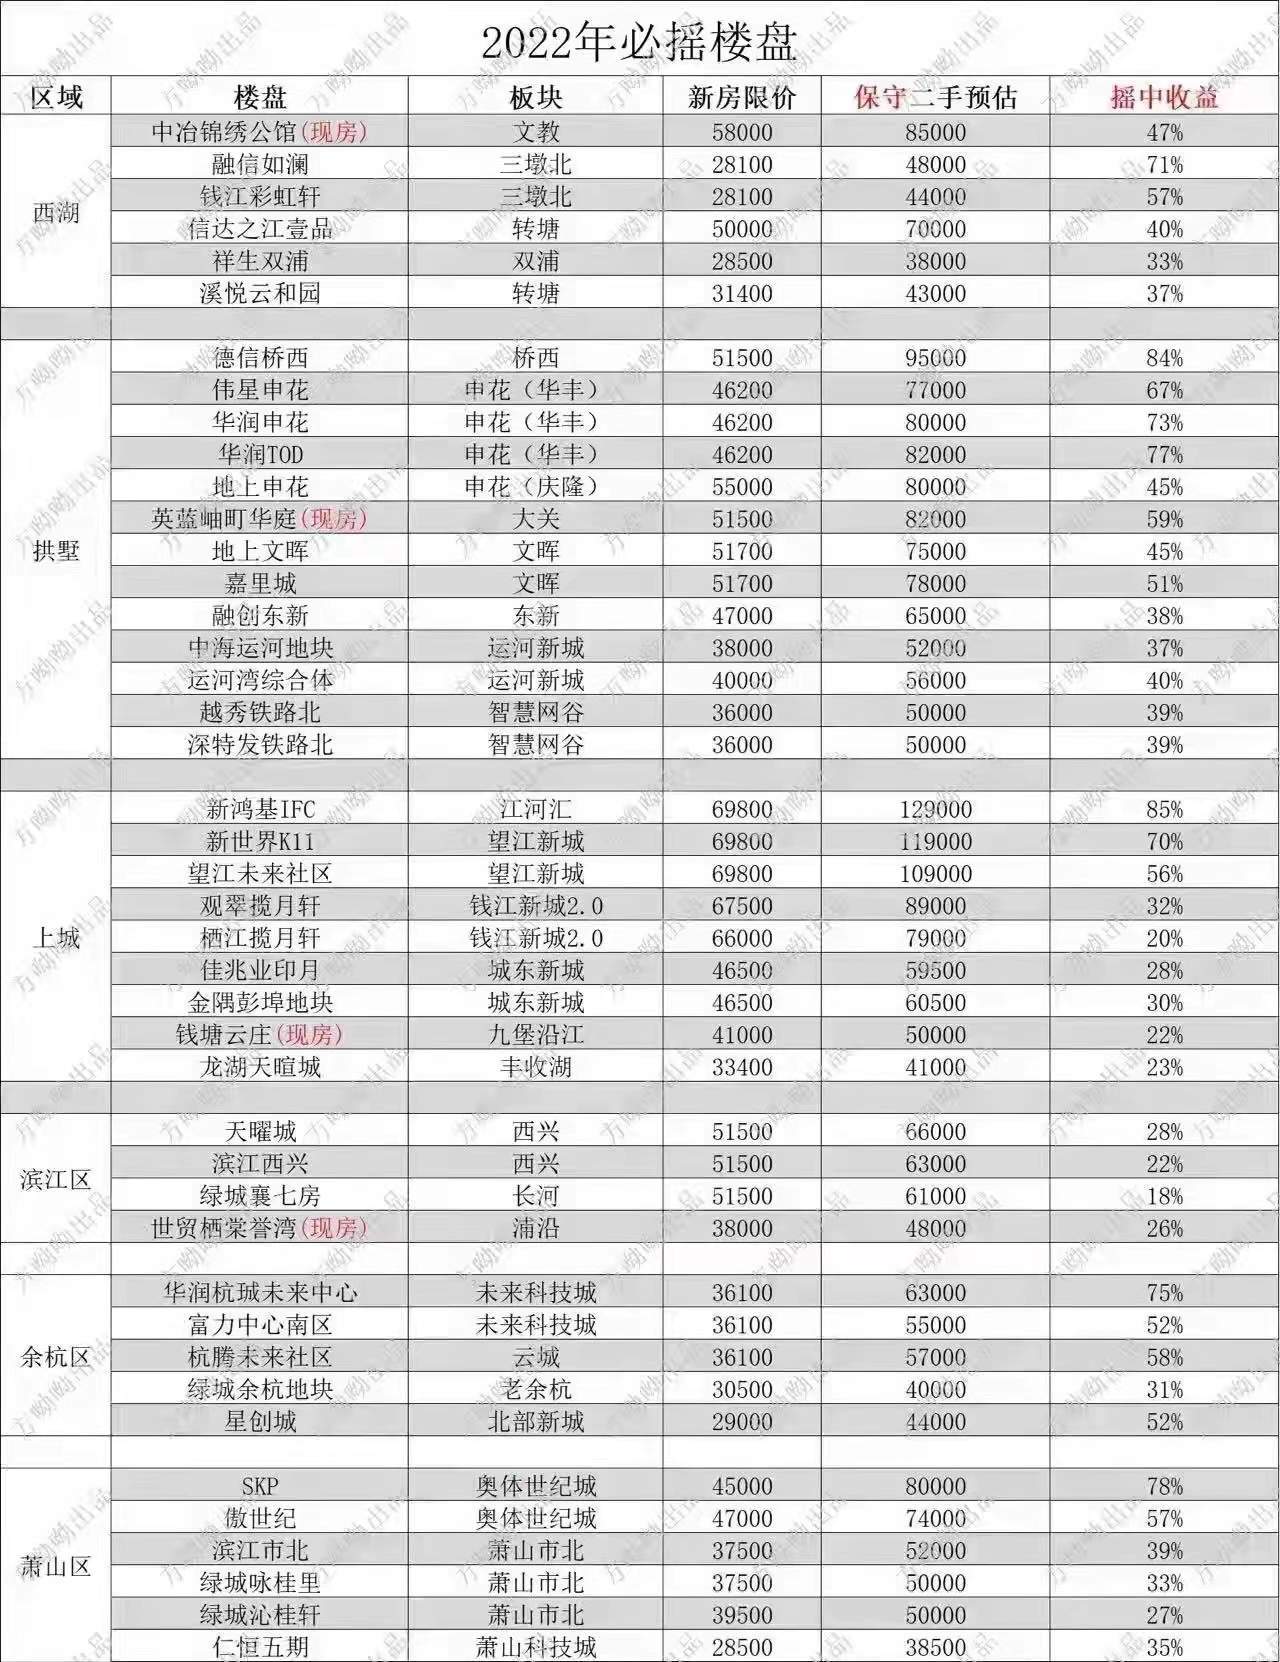 2022年必摇楼盘
区域 楼盘 板块 新房限价 保守二手预估 摇中收益
西湖
中冶锦绣公馆(现房) 文教 58000 85000 47%
融信如澜 三墩北 28100 48000 71%
钱江彩虹轩 三墩北 28100 44000 57%
信达之江壹品 转塘 50000 70000 40%
祥生双浦 双浦 28500 38000 33%
溪悦云和园 转塘 31400 43000 37%
拱墅
德信桥西 桥西 51500 95000 84%
伟星申花 申花（华丰） 46200 77000 67%
华润申花 申花（华丰） 46200 80000 73%
华润TOD 申花（华丰） 46200 82000 77%
地上申花 申花（庆隆） 55000 80000 45%
英蓝岫町华庭(现房) 大关 51500 82000 59%
地上文晖 文晖 51700 75000 45%
嘉里城 文晖 51700 78000 51%
融创东新 东新 47000 65000 38%
中海运河地块 运河新城 38000 52000 37%
运河湾综合体 运河新城 40000 56000 40%
越秀铁路北 智慧网谷 36000 50000 39%
深特发铁路北 智慧网谷 36000 50000 39%
上城
新鸿基IFC 江河汇 69800 129000 85%
新世界K11 望江新城 69800 119000 70%
望江未来社区 望江新城 69800 109000 56%
观翠揽月轩 钱江新城2.0 67500 89000 32%
栖江揽月轩 钱江新城2.0 66000 79000 20%
佳兆业印月 城东新城 46500 59500 28%
金隅彭埠地块 城东新城 46500 60500 30%
钱塘云庄(现房) 九堡沿江 41000 50000 22%
龙湖天暄城 丰收湖 33400 41000 23%
滨江区
天曜城 西兴 51500 66000 28%
滨江西兴 西兴 51500 63000 22%
绿城襄七房 长河 51500 61000 18%
世贸栖棠誉湾(现房) 浦沿 38000 48000 26%
余杭区
华润杭珹未来中心 未来科技城 36100 63000 75%
富力中心南区 未来科技城 36100 55000 52%
杭腾未来社区 云城 36100 57000 58%
绿城余杭地块 老余杭 30500 40000 31%
星创城 北部新城 29000 44000 52%
萧山区
SKP 奥体世纪城 45000 80000 78%
傲世纪 奥体世纪城 47000 74000 57%
滨江市北 萧山市北 37500 52000 39%
绿城咏桂里 萧山市北 37500 50000 33%
绿城沁桂轩 萧山市北 39500 50000 27%
仁恒五期 萧山科技城 28500 38500 35%
方呦呦出品